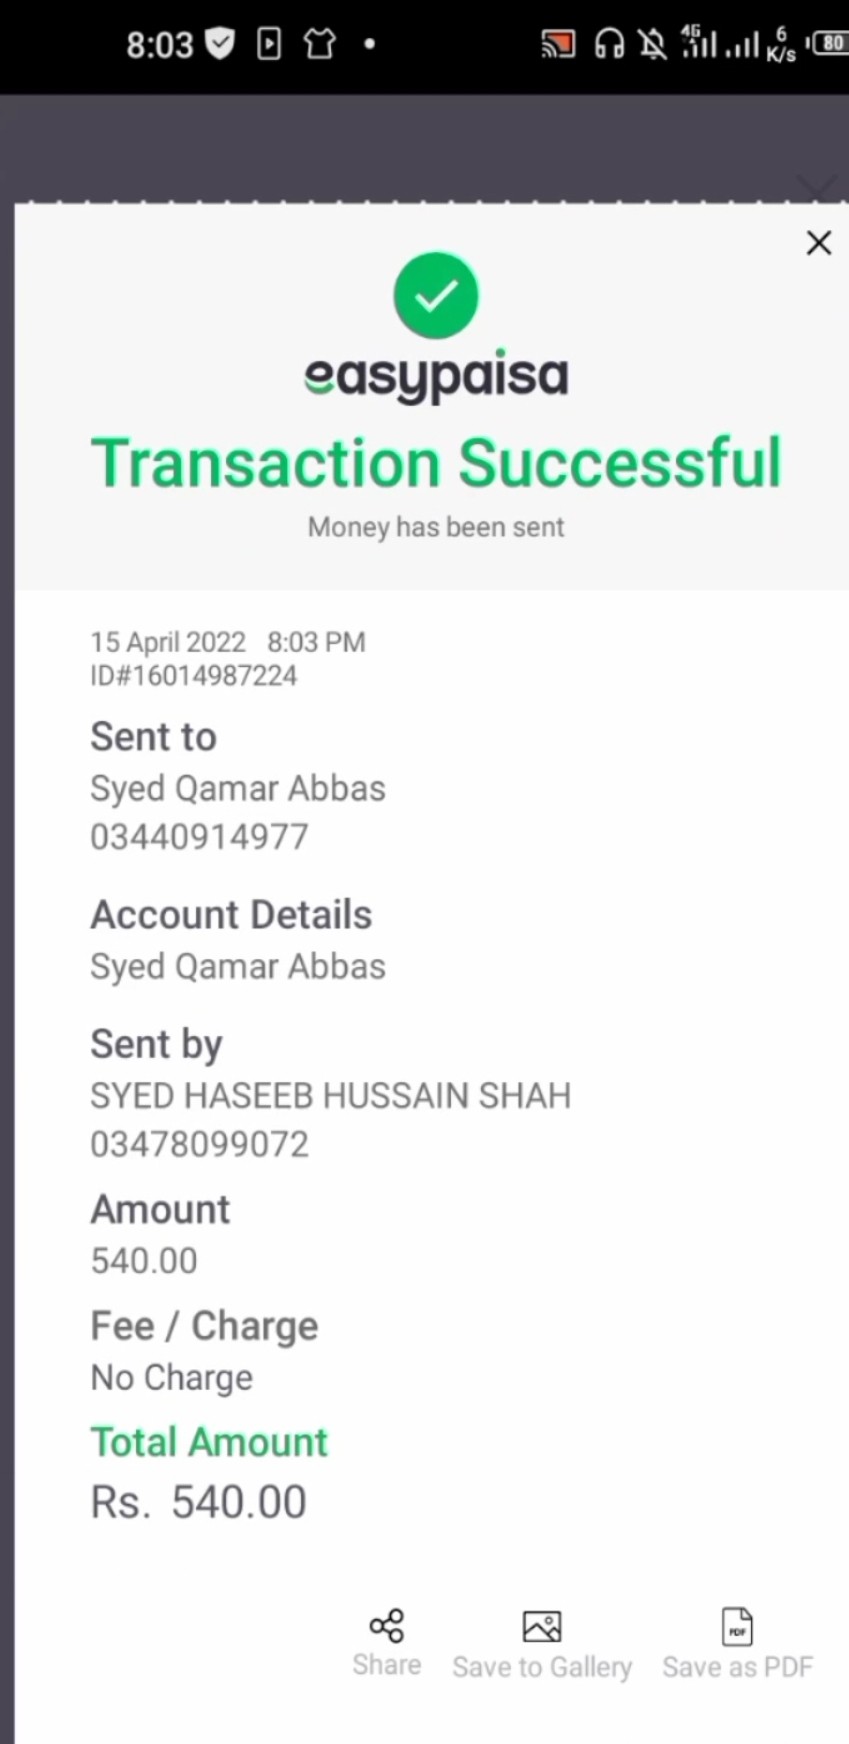 8:03
4G
6
K/s
80
easypaisa
Transaction Successful
Money has been sent
15 April 2022 8:03 PM
ID#16014987224
Sent to
Syed Qamar Abbas
03440914977
Account Details
Syed Qamar Abbas
Sent by
SYED HASEEB HUSSAIN SHAH
03478099072
Amount
540.00
Fee / Charge
No Charge
Total Amount
Rs. 540.00
PDF
Share Save to Gallery Save as PDF